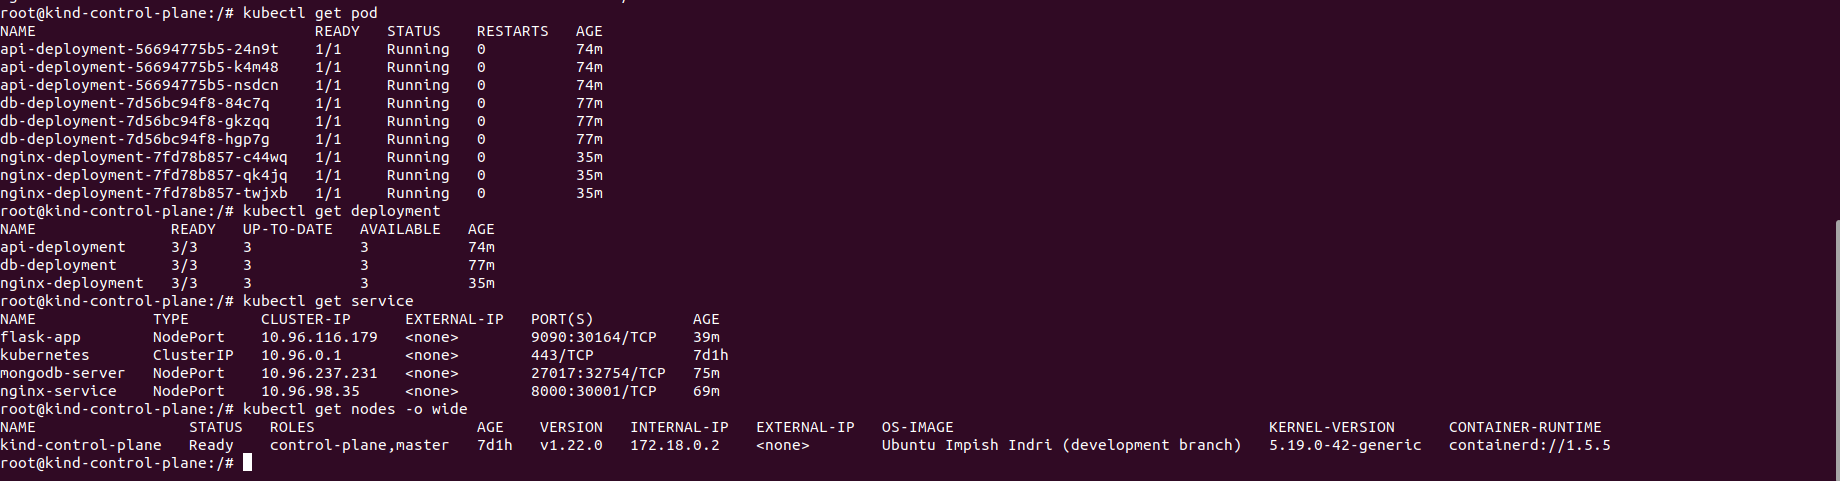 root@kind-control-plane:/# kubectl get pod
NAME                               READY   STATUS    RESTARTS   AGE
api-deployment-56694775b5-24n9t    1/1     Running   0          74m
api-deployment-56694775b5-k4m48    1/1     Running   0          74m
api-deployment-56694775b5-nsdcn    1/1     Running   0          74m
db-deployment-7d56bc94f8-84c7q     1/1     Running   0          77m
db-deployment-7d56bc94f8-gkzqq     1/1     Running   0          77m
db-deployment-7d56bc94f8-hgp7g     1/1     Running   0          77m
nginx-deployment-7fd78b857-c44wq   1/1     Running   0          35m
nginx-deployment-7fd78b857-qk4jq   1/1     Running   0          35m
nginx-deployment-7fd78b857-twjxb   1/1     Running   0          35m
root@kind-control-plane:/# kubectl get deployment
NAME               READY   UP-TO-DATE   AVAILABLE   AGE
api-deployment     3/3     3            3           74m
db-deployment      3/3     3            3           77m
nginx-deployment   3/3     3            3           35m
root@kind-control-plane:/# kubectl get service
NAME             TYPE        CLUSTER-IP      EXTERNAL-IP   PORT(S)           AGE
flask-app        NodePort    10.96.116.179   <none>        9090:30164/TCP    39m
kubernetes       ClusterIP   10.96.0.1       <none>        443/TCP           7d1h
mongodb-server   NodePort    10.96.237.231   <none>        27017:32754/TCP   75m
nginx-service    NodePort    10.96.98.35     <none>        8000:30001/TCP    69m
root@kind-control-plane:/# kubectl get nodes -o wide
NAME                 STATUS   ROLES                  AGE    VERSION   INTERNAL-IP   EXTERNAL-IP   OS-IMAGE                                   KERNEL-VERSION      CONTAINER-RUNTIME
kind-control-plane   Ready    control-plane,master   7d1h   v1.22.0   172.18.0.2    <none>        Ubuntu Impish Indri (development branch)   5.19.0-42-generic   containerd://1.5.5
root@kind-control-plane:/#